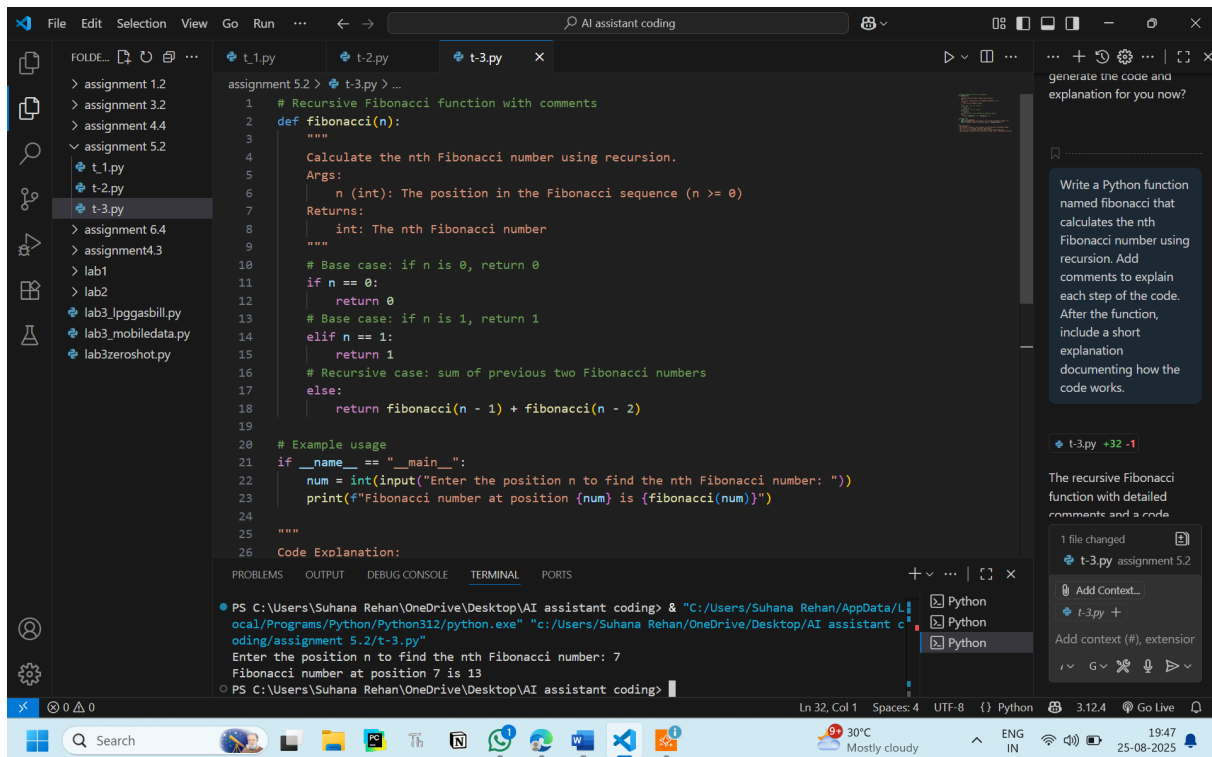 File Edit Selection View Go Run ··· AI assistant coding
FOLDE...
assignment 1.2
assignment 3.2
assignment 4.4
assignment 5.2
t_1.py
t-2.py
t-3.py
assignment 6.4
assignment4.3
lab1
lab2
lab3_lpggasbill.py
lab3_mobiledata.py
lab3zeroshot.py
t_1.py t-2.py t-3.py
assignment 5.2 > t-3.py > ...
1 # Recursive Fibonacci function with comments
2 def fibonacci(n):
3 """
4 Calculate the nth Fibonacci number using recursion.
5 Args:
6 n (int): The position in the Fibonacci sequence (n >= 0)
7 Returns:
8 int: The nth Fibonacci number
9 """
10 # Base case: if n is 0, return 0
11 if n == 0:
12 return 0
13 # Base case: if n is 1, return 1
14 elif n == 1:
15 return 1
16 # Recursive case: sum of previous two Fibonacci numbers
17 else:
18 return fibonacci(n - 1) + fibonacci(n - 2)
19
20 # Example usage
21 if __name__ == "__main__":
22 num = int(input("Enter the position n to find the nth Fibonacci number: "))
23 print(f"Fibonacci number at position {num} is {fibonacci(num)}")
24
25 """
26 Code Explanation:
PROBLEMS OUTPUT DEBUG CONSOLE TERMINAL PORTS
PS C:\Users\Suhana Rehan\OneDrive\Desktop\AI assistant coding> & "C:/Users/Suhana Rehan/AppData/L
ocal/Programs/Python/Python312/python.exe" "c:/Users/Suhana Rehan/OneDrive/Desktop/AI assistant c
oding/assignment 5.2/t-3.py"
Enter the position n to find the nth Fibonacci number: 7
Fibonacci number at position 7 is 13
PS C:\Users\Suhana Rehan\OneDrive\Desktop\AI assistant coding>
Python
Python
Python
generate the code and
explanation for you now?
Write a Python function
named fibonacci that
calculates the nth
Fibonacci number using
recursion. Add
comments to explain
each step of the code.
After the function,
include a short
explanation
documenting how the
code works.
t-3.py +32 -1
The recursive Fibonacci
function with detailed
comments and a code
1 file changed
t-3.py assignment 5.2
Add Context...
t-3.py +
Add context (#), extension
G
0 0 Ln 32, Col 1 Spaces: 4 UTF-8 {} Python 3.12.4 Go Live
Search
1
9+ 30°C
Mostly cloudy
ENG
IN
19:47
25-08-2025